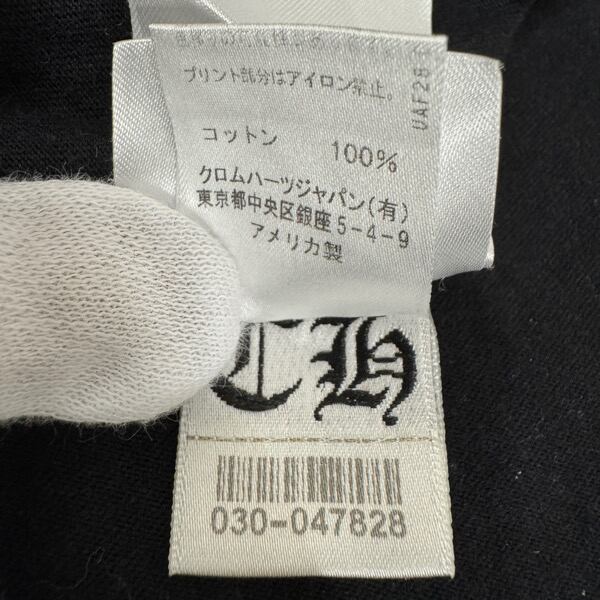 プリント部分はアイロン禁止。
UAF28
コットン 100%
クロムハーツジャパン(有)
東京都中央区銀座5-4-9
アメリカ製
030-047828